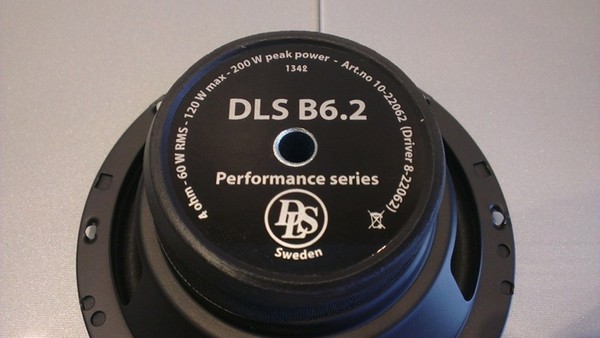 4 ohm 60 W RMS - 120 W max - 200 W peak power - Art.no 10-22062 (Driver 8-22062)
1342
DLS B6.2
Performance series
DLS
Sweden